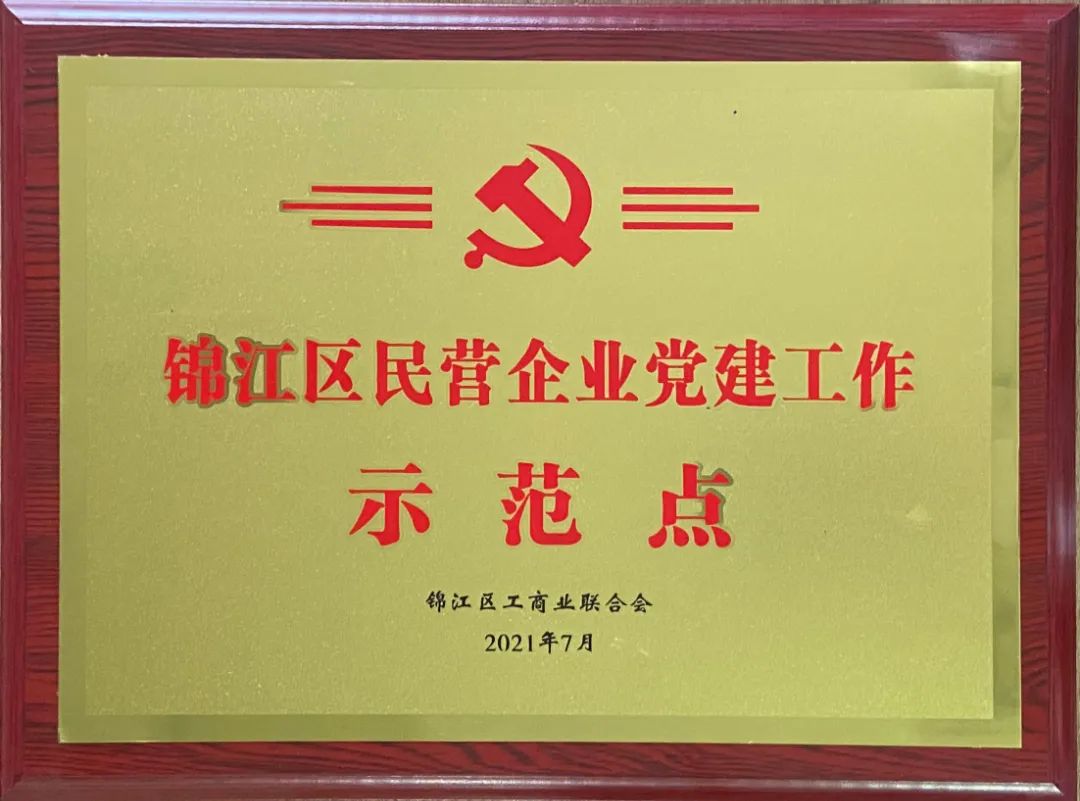 锦江区民营企业党建工作
示范点
锦江区工商业联合会
2021年7月